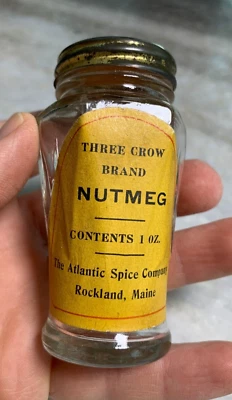 THREE CROW
BRAND
NUTMEG
CONTENTS 1 OZ.
The Atlantic Spice Company
Rockland, Maine